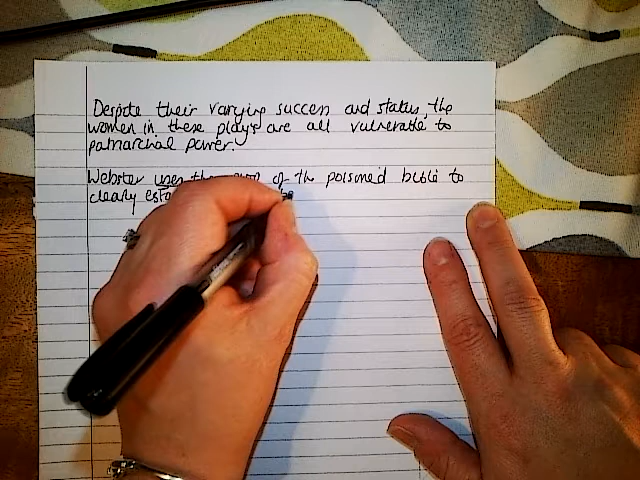 Despite their varying success and status, the
women in these plays are all vulnerable to
patriarchal power.
Webster uses the of the poisoned bible to
clearly